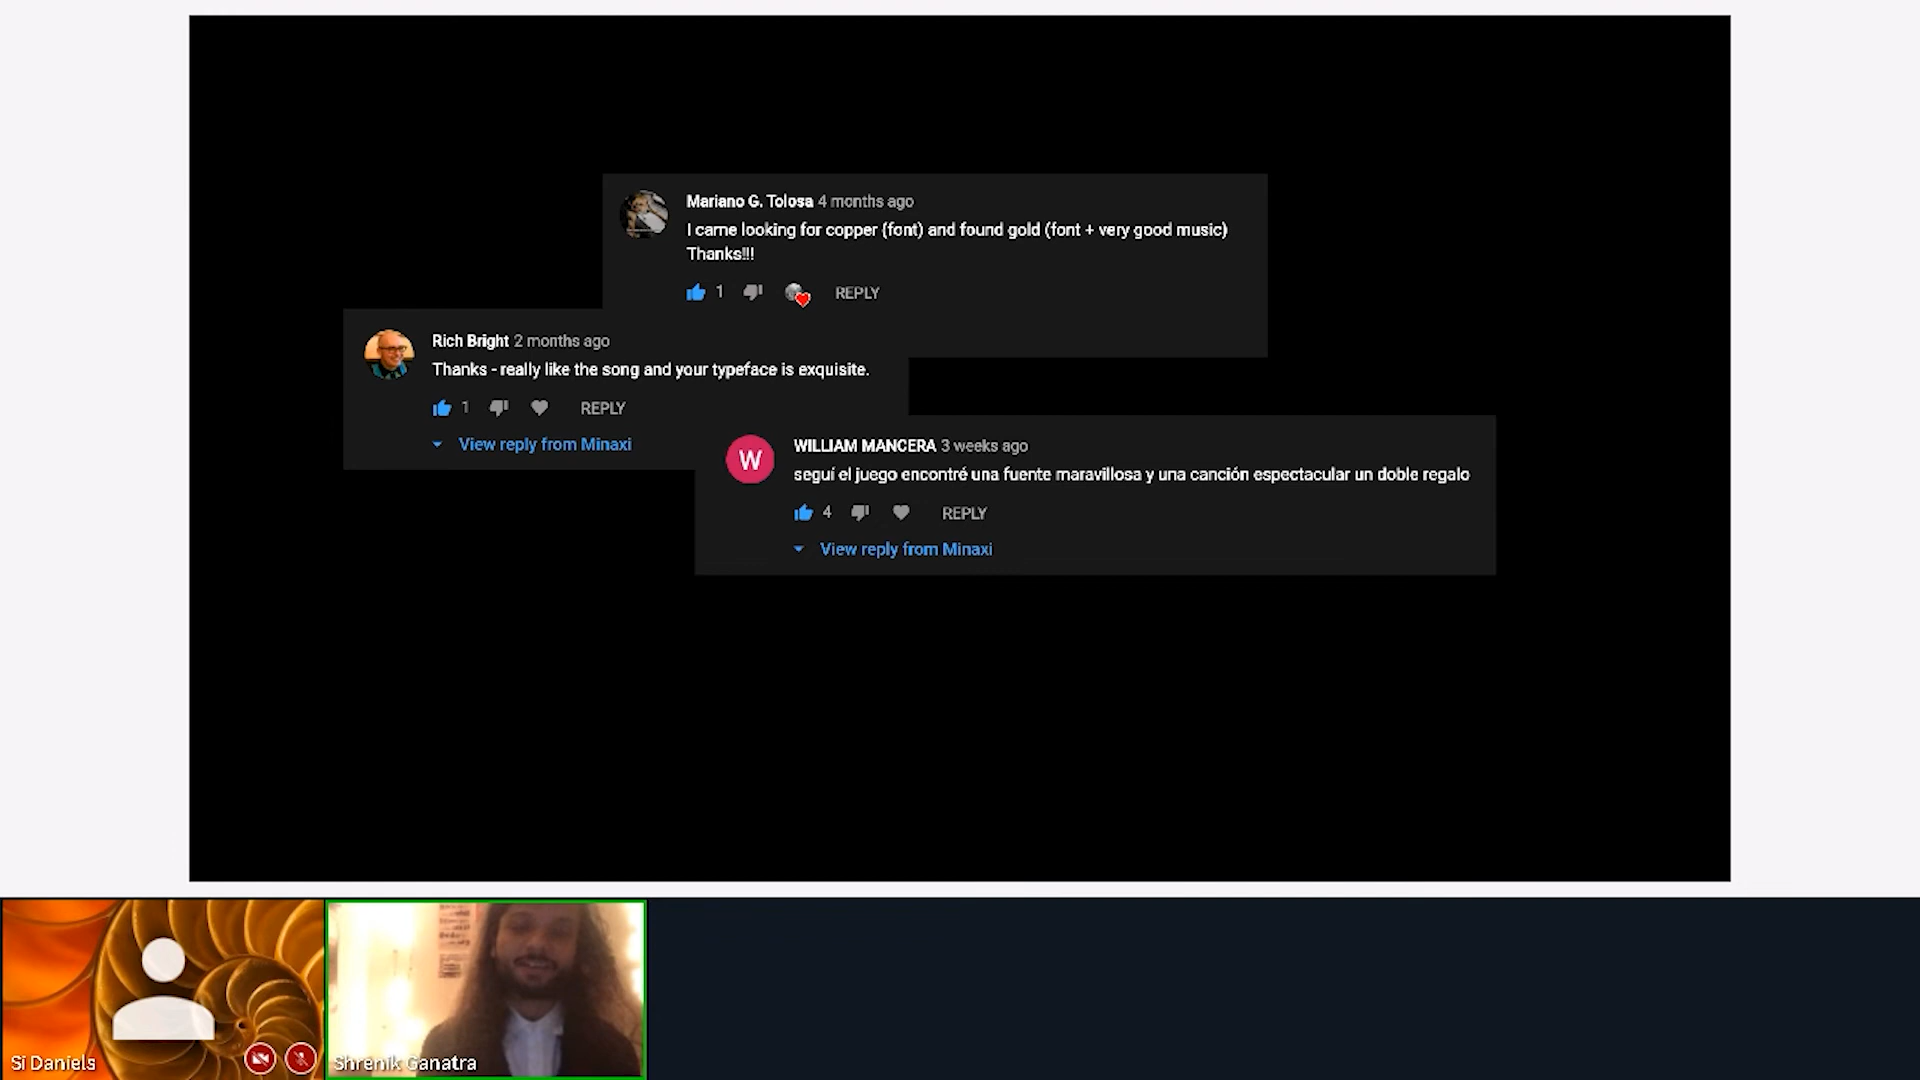 Mariano G. Tolosa 4 months ago
I came looking for copper (font) and found gold (font + very good music)
Thanks!!!
1 REPLY
Rich Bright 2 months ago
Thanks - really like the song and your typeface is exquisite.
1 REPLY
View reply from Minaxi
W
WILLIAM MANCERA 3 weeks ago
seguí el juego encontré una fuente maravillosa y una canción espectacular un doble regalo
4 REPLY
View reply from Minaxi
Si Daniels
Shrenik Ganatra